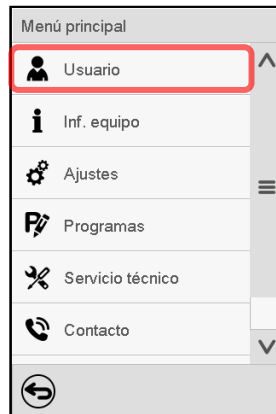 Menú principal
Usuario
Inf. equipo
Ajustes
Programas
Servicio técnico
Contacto